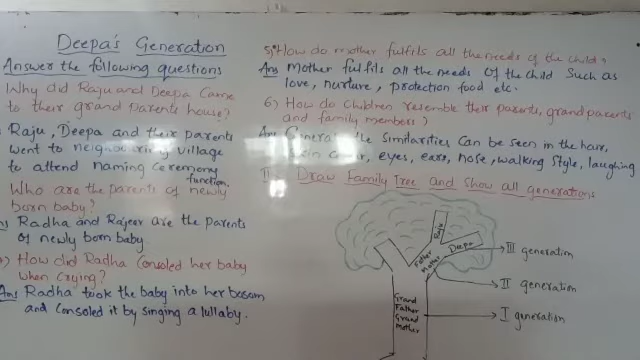 Deepa's Generation
Answer the following questions
Why did Raju and Deepa Came
to their grand parents house?
Raju, Deepa and their parents
went to neighbouring village
to attend naming ceremony
function.
Who are the parents of newly
born baby?
Radha and Rajeev are the parents
of newly born baby.
How did Radha Consoled her baby
when crying?
Ans Radha took the baby into her bosom
and consoled it by singing a lullaby.
5) How do mother fulfils all the needs of the child?
Ans Mother fulfils all the needs of the child such as
love, nurture, protection food etc.
6) How do children resemble their parents, grand parents
and family members?
Ans Generally the similarities can be seen in the hair,
skin colour, eyes, ears, nose, walking style, laughing
II Draw Family Tree and show all generations
Raju
Deepa
Father
Mother
Grand
Father
Grand
Mother
III generation
II generation
I generation